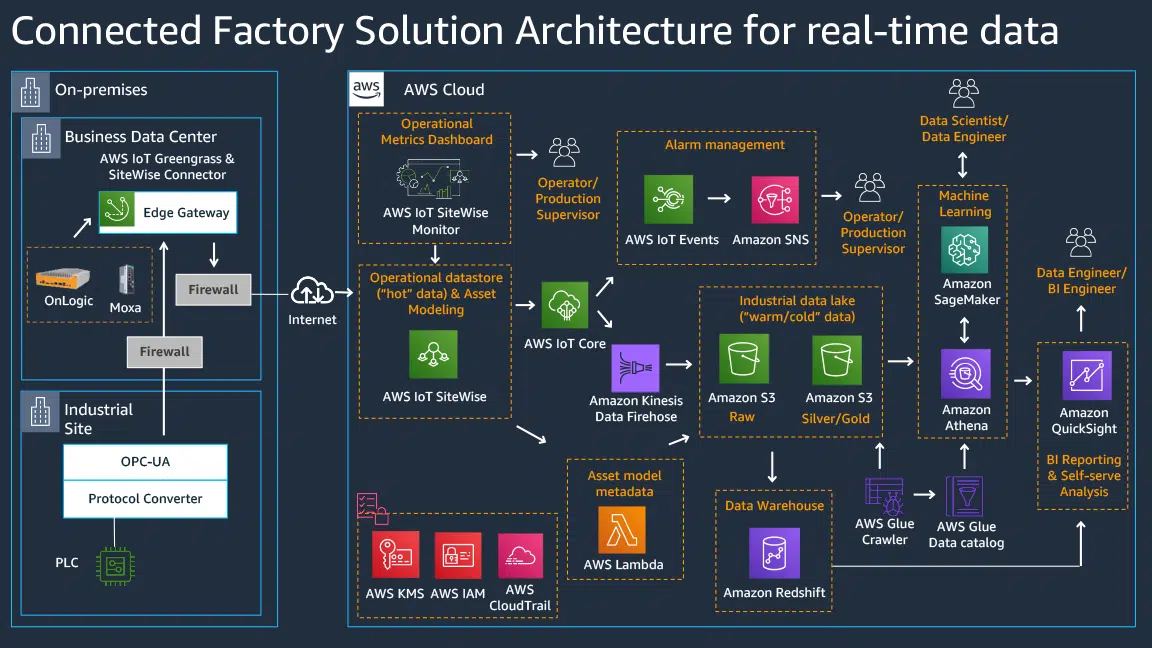 Connected Factory Solution Architecture for real-time data
On-premises
Business Data Center
AWS IoT Greengrass &
SiteWise Connector
Edge Gateway
OnLogic
Moxa
Firewall
Firewall
Industrial
Site
OPC-UA
Protocol Converter
PLC
Internet
aws
AWS Cloud
Operational
Metrics Dashboard
AWS IoT SiteWise
Monitor
Operator/
Production
Supervisor
Operational datastore
("hot" data) & Asset
Modeling
AWS IoT SiteWise
AWS IoT Core
Alarm management
AWS IoT Events
Amazon SNS
Operator/
Production
Supervisor
Amazon Kinesis
Data Firehose
Industrial data lake
("warm/cold" data)
Amazon S3
Raw
Amazon S3
Silver/Gold
Data Scientist/
Data Engineer
Machine
Learning
Amazon
SageMaker
Amazon
Athena
Data Engineer/
BI Engineer
Amazon
QuickSight
BI Reporting
& Self-serve
Analysis
Asset model
metadata
AWS Lambda
Data Warehouse
Amazon Redshift
AWS Glue
Crawler
AWS Glue
Data catalog
AWS KMS
AWS IAM
AWS
CloudTrail